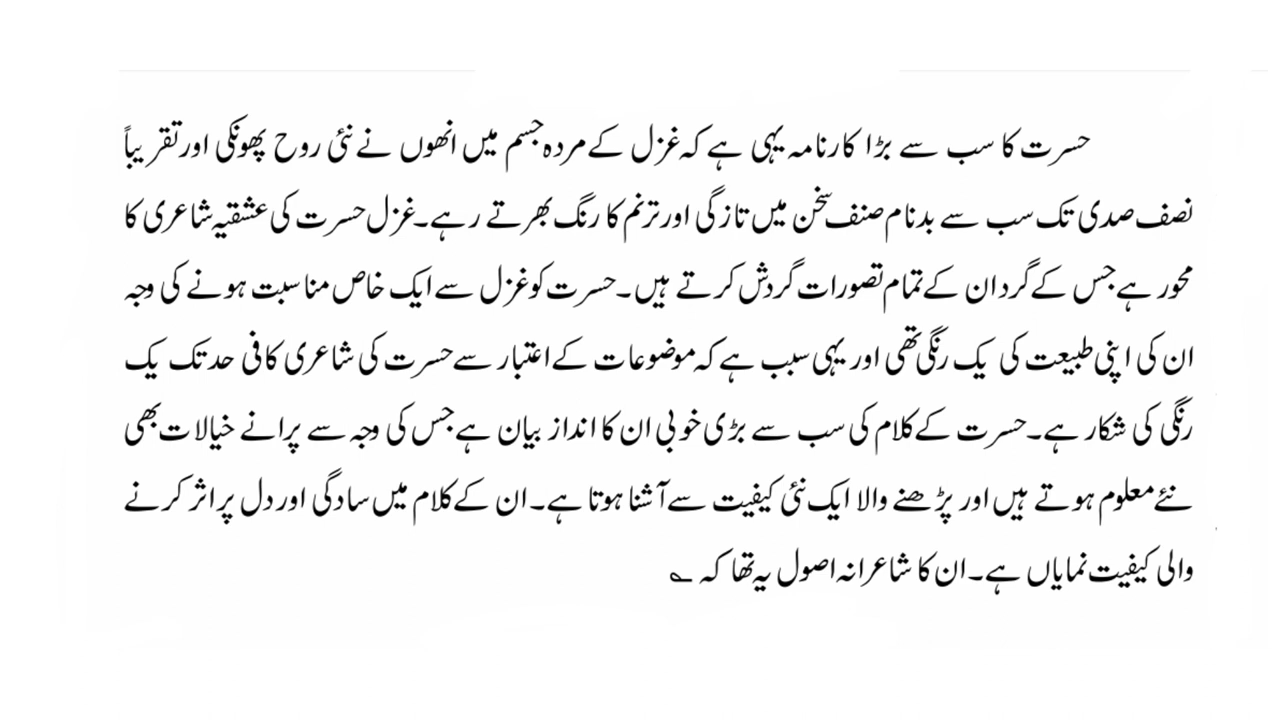 حسرت کا سب سے بڑا کارنامہ یہی ہے کہ غزل کے مردہ جسم میں انھوں نے نئی روح پھونکی اور تقریباً
نصف صدی تک سب سے بدنام صنف سخن میں تازگی اور ترنم کا رنگ بھرتے رہے۔ غزل حسرت کی عشقیہ شاعری کا
محور ہے جس کے گرد ان کے تمام تصورات گردش کرتے ہیں۔ حسرت کو غزل سے ایک خاص مناسبت ہونے کی وجہ
ان کی اپنی طبیعت کی یک رنگی تھی اور یہی سبب ہے کہ موضوعات کے اعتبار سے حسرت کی شاعری کافی حد تک یک
رنگی کی شکار ہے۔ حسرت کے کلام کی سب سے بڑی خوبی ان کا انداز بیان ہے جس کی وجہ سے پرانے خیالات بھی
نئے معلوم ہوتے ہیں اور پڑھنے والا ایک نئی کیفیت سے آشنا ہوتا ہے۔ ان کے کلام میں سادگی اور دل پر اثر کرنے
والی کیفیت نمایاں ہے۔ ان کا شاعرانہ اصول یہ تھا کہ ؎